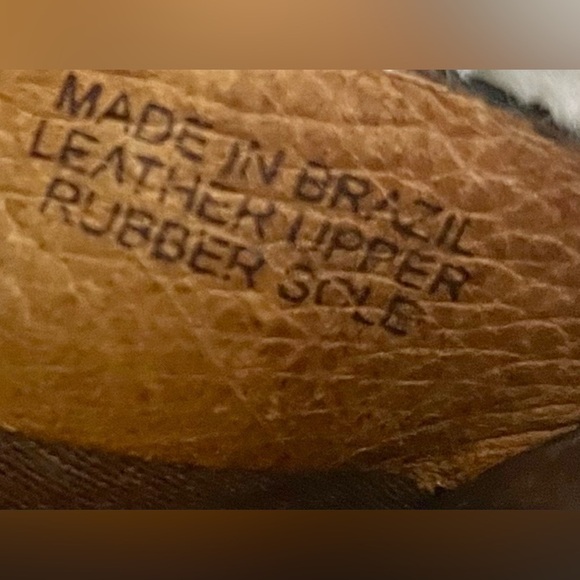 MADE IN BRAZIL
LEATHER UPPER
RUBBER SOLE